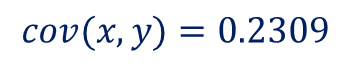 cov(x, y) = 0.2309